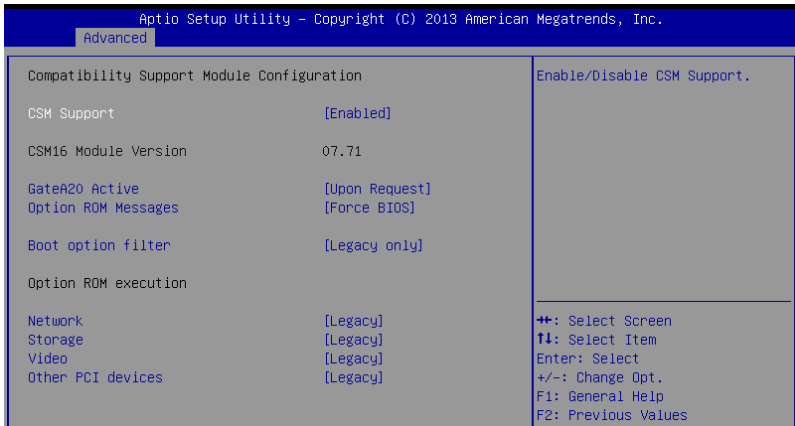 Aptio Setup Utility – Copyright (C) 2013 American Megatrends, Inc.
Advanced
Compatibility Support Module Configuration
CSM Support [Enabled]
CSM16 Module Version 07.71
GateA20 Active [Upon Request]
Option ROM Messages [Force BIOS]
Boot option filter [Legacy only]
Option ROM execution
Network [Legacy]
Storage [Legacy]
Video [Legacy]
Other PCI devices [Legacy]
Enable/Disable CSM Support.
→←: Select Screen
↑↓: Select Item
Enter: Select
+/-: Change Opt.
F1: General Help
F2: Previous Values